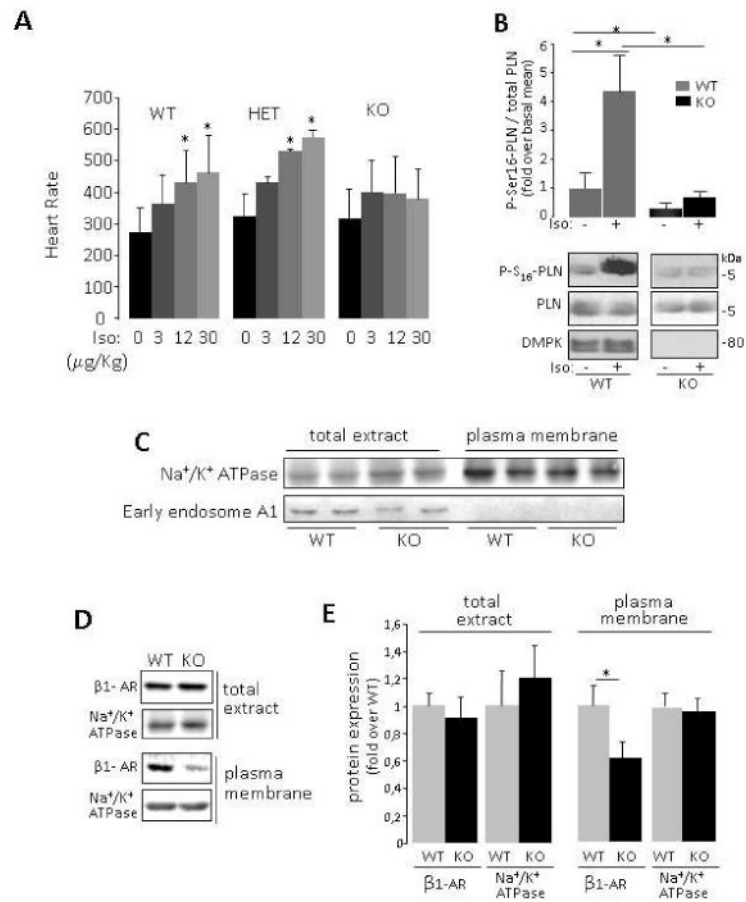 A
Heart Rate
700
600
500
400
300
200
100
0
WT
HET
KO
* *
* *
Iso: 0 3 12 30 0 3 12 30 0 3 12 30
(µg/Kg)
B
P-Ser16-PLN / total PLN
(fold over basal mean)
6
5
4
3
2
1
0
*
* *
WT
KO
Iso: - + - +
kDa
P-S16-PLN -5
PLN -5
DMPK -80
Iso: - + - +
WT KO
C
total extract plasma membrane
Na⁺/K⁺ ATPase
Early endosome A1
WT KO WT KO
D
WT KO
β1- AR
Na⁺/K⁺
ATPase
total
extract
β1- AR
Na⁺/K⁺
ATPase
plasma
membrane
E
total
extract
plasma
membrane
protein expression
(fold over WT)
1,6
1,4
1,2
1
0,8
0,6
0,4
0,2
0,0
*
WT KO WT KO WT KO WT KO
β1-AR Na⁺/K⁺
ATPase
β1-AR Na⁺/K⁺
ATPase